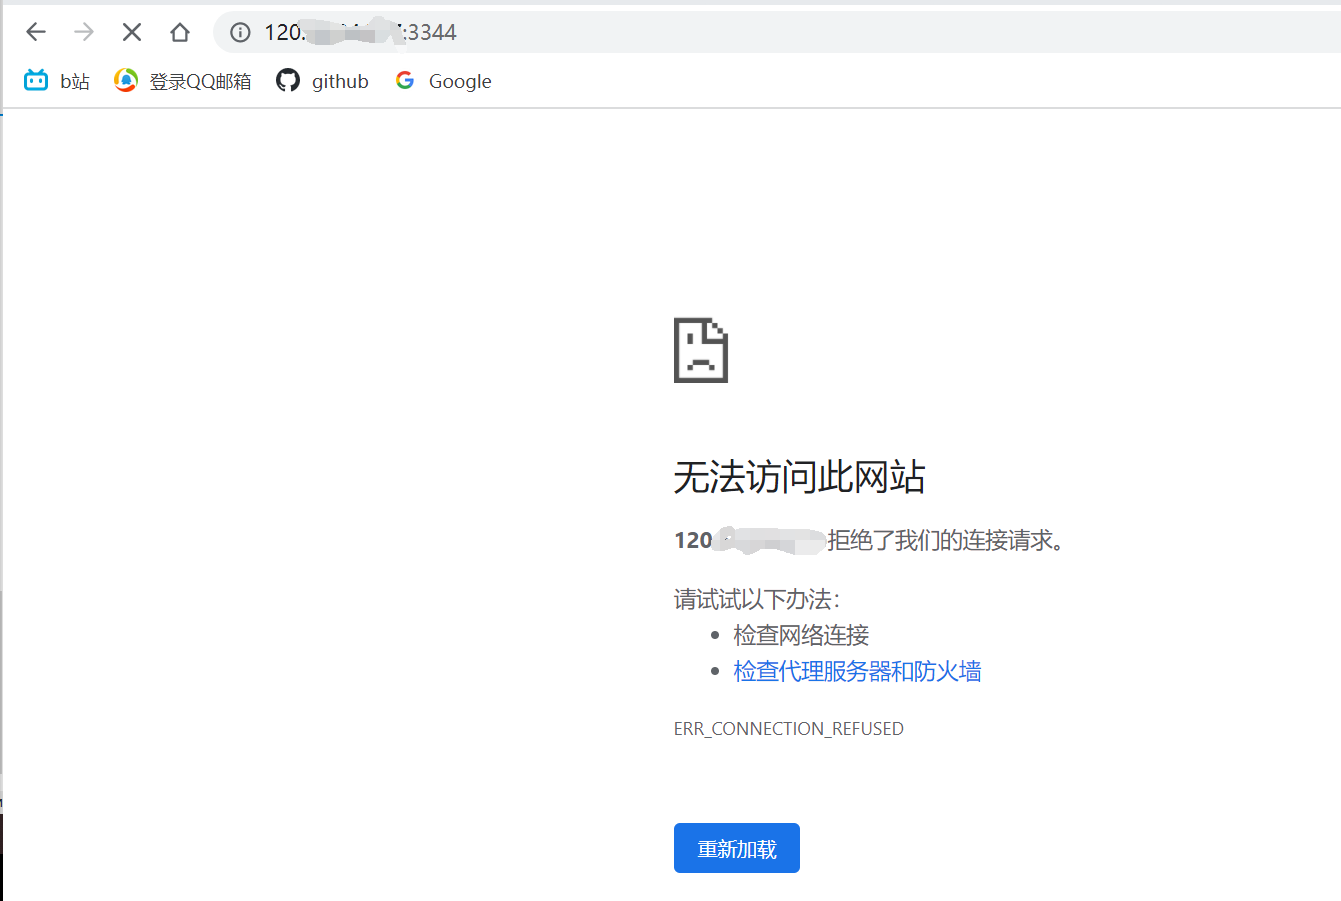 120. :3344
b站 登录QQ邮箱 github Google
无法访问此网站
120 拒绝了我们的连接请求。
请试试以下办法：
检查网络连接
检查代理服务器和防火墙
ERR_CONNECTION_REFUSED
重新加载